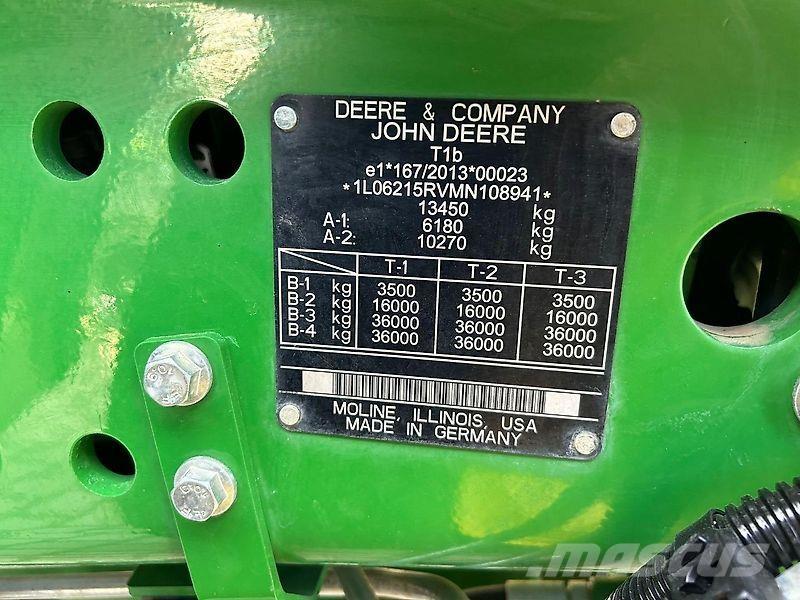 DEERE & COMPANY
JOHN DEERE
T1b
e1*167/2013*00023
*1L06215RVMN108941*
13450 kg
A-1: 6180 kg
A-2: 10270 kg
T-1 T-2 T-3
B-1 kg 3500 3500 3500
B-2 kg 16000 16000 16000
B-3 kg 36000 36000 36000
B-4 kg 36000 36000 36000
MOLINE, ILLINOIS, USA
MADE IN GERMANY
mascus